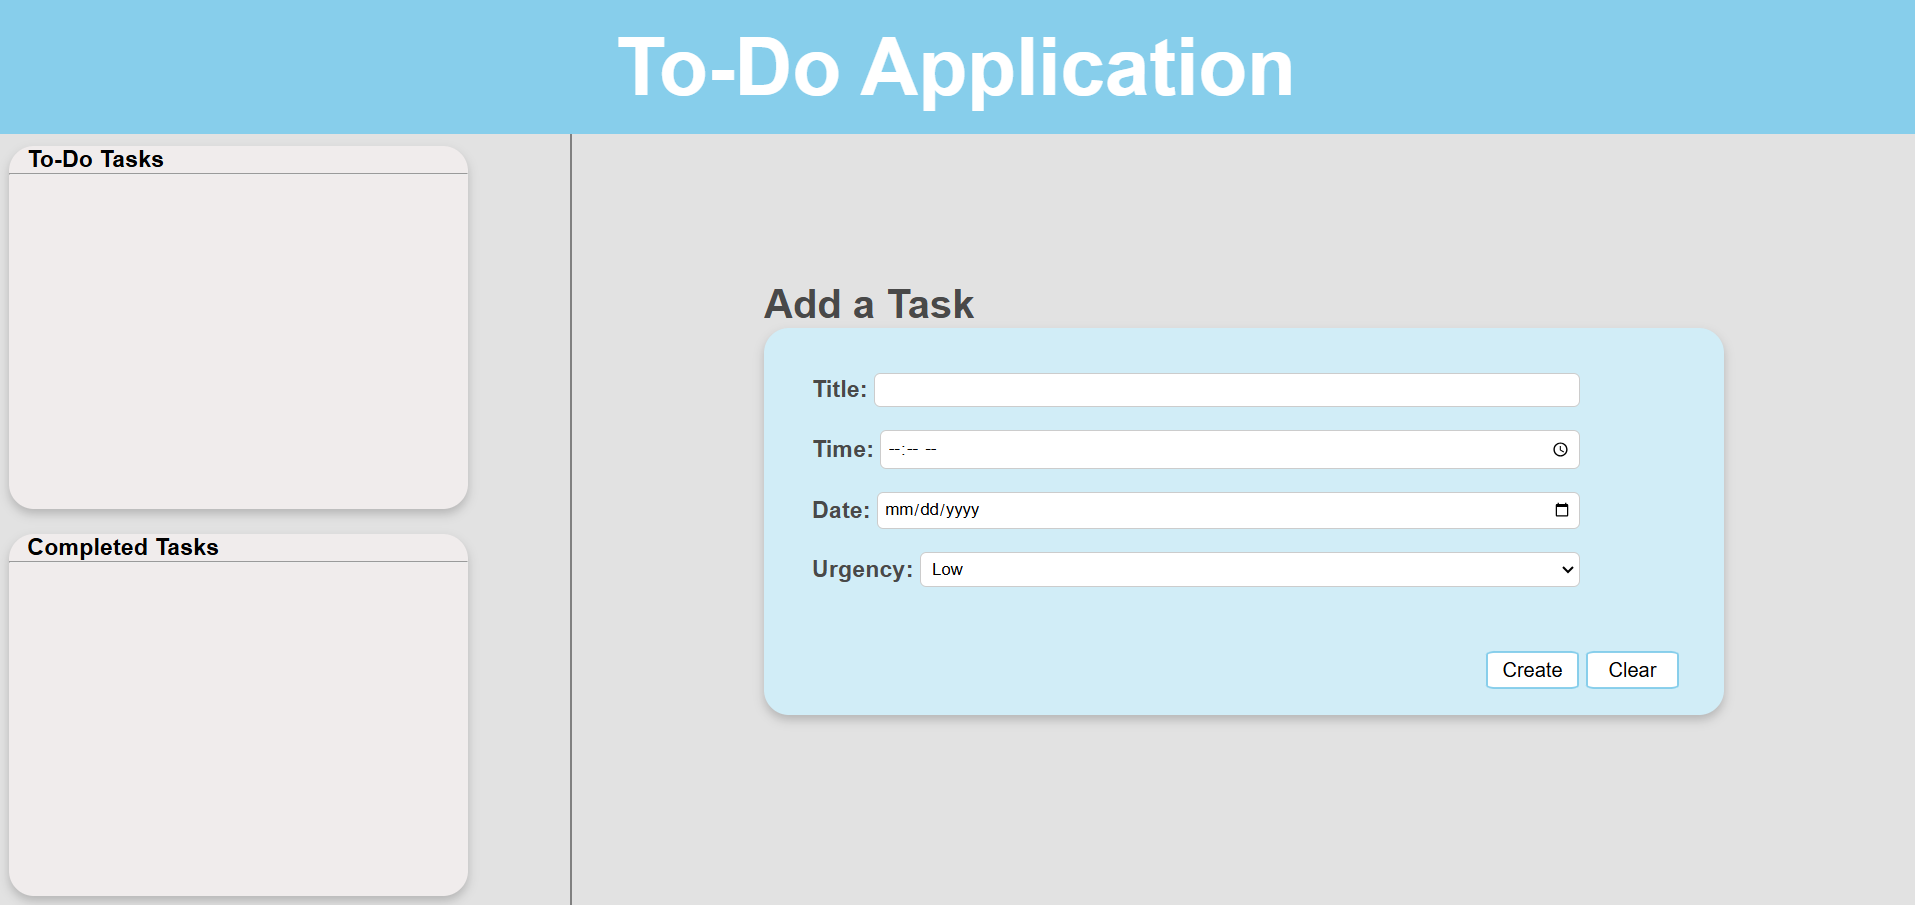 To-Do Application
To-Do Tasks
Completed Tasks
Add a Task
Title:
Time: --:-- --
Date: mm/dd/yyyy
Urgency: Low
Create Clear